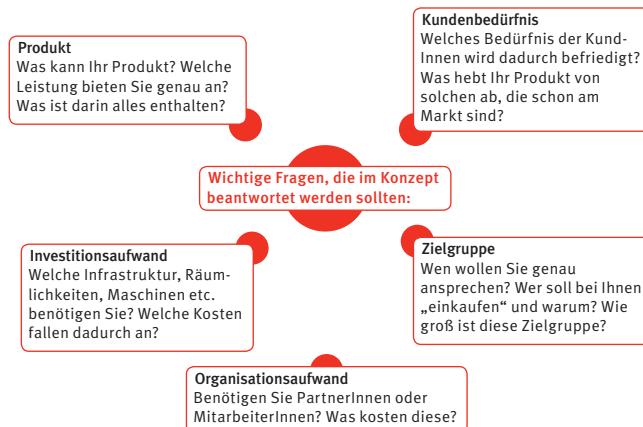 Produkt
Was kann Ihr Produkt? Welche
Leistung bieten Sie genau an?
Was ist darin alles enthalten?
Kundenbedürfnis
Welches Bedürfnis der Kund-
Innen wird dadurch befriedigt?
Was hebt Ihr Produkt von
solchen ab, die schon am
Markt sind?
Wichtige Fragen, die im Konzept
beantwortet werden sollten:
Investitionsaufwand
Welche Infrastruktur, Räum-
lichkeiten, Maschinen etc.
benötigen Sie? Welche Kosten
fallen dadurch an?
Zielgruppe
Wen wollen Sie genau
ansprechen? Wer soll bei Ihnen
„einkaufen“ und warum? Wie
groß ist diese Zielgruppe?
Organisationsaufwand
Benötigen Sie PartnerInnen oder
MitarbeiterInnen? Was kosten diese?